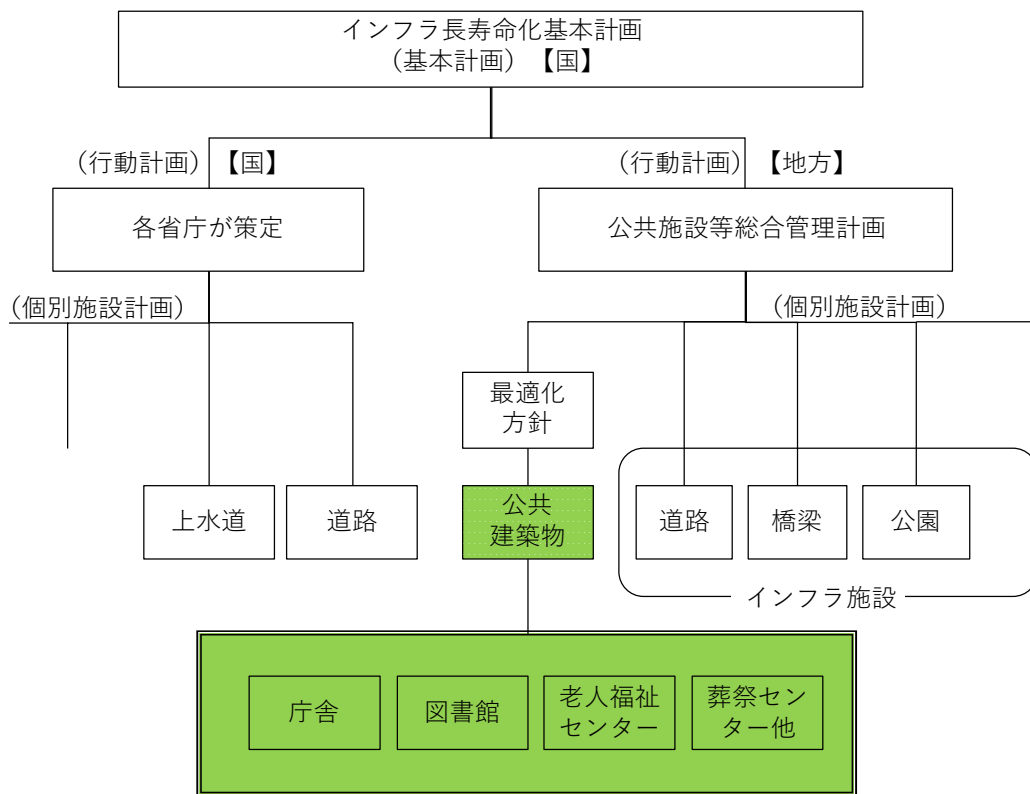 インフラ長寿命化基本計画
（基本計画）【国】
（行動計画）【国】
（行動計画）【地方】
各省庁が策定
公共施設等総合管理計画
（個別施設計画）
（個別施設計画）
最適化
方針
上水道
道路
公共
建築物
道路
橋梁
公園
インフラ施設
庁舎
図書館
老人福祉
センター
葬祭セン
ター他